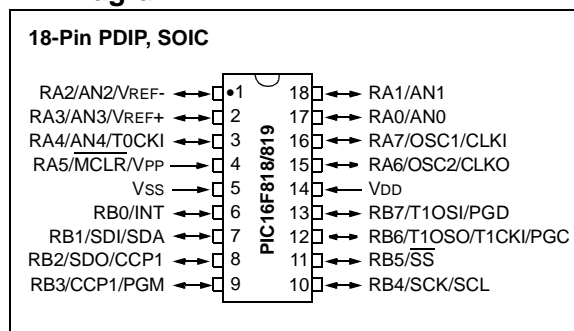 18-Pin PDIP, SOIC
RA2/AN2/VREF- 1 18 RA1/AN1
RA3/AN3/VREF+ 2 17 RA0/AN0
RA4/AN4/T0CKI 3 16 RA7/OSC1/CLKI
RA5/MCLR/VPP 4 15 RA6/OSC2/CLKO
VSS 5 14 VDD
RB0/INT 6 13 RB7/T1OSI/PGD
RB1/SDI/SDA 7 12 RB6/T1OSO/T1CKI/PGC
RB2/SDO/CCP1 8 11 RB5/SS
RB3/CCP1/PGM 9 10 RB4/SCK/SCL
PIC16F818/819